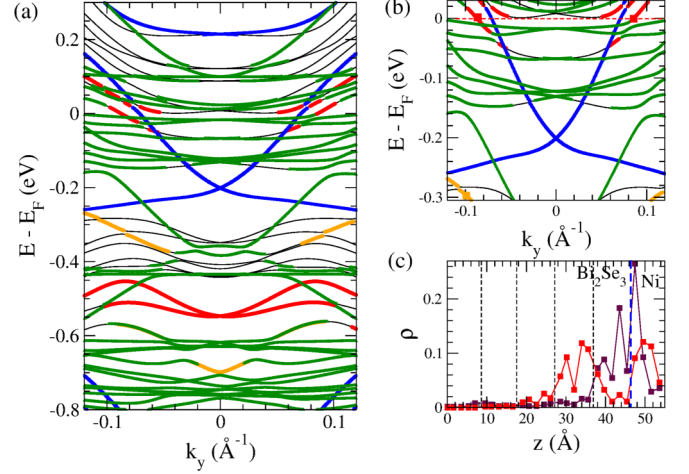 (a)
0.2
0
-0.2
-0.4
-0.6
-0.8
E - E_F (eV)
-0.1 0 0.1
k_y (Å^-1)
(b)
0
-0.1
-0.2
-0.3
E - E_F (eV)
-0.1 0 0.1
k_y (Å^-1)
(c)
Bi_2Se_3 Ni
0.2
0.1
0
ρ
0 10 20 30 40 50
z (Å)